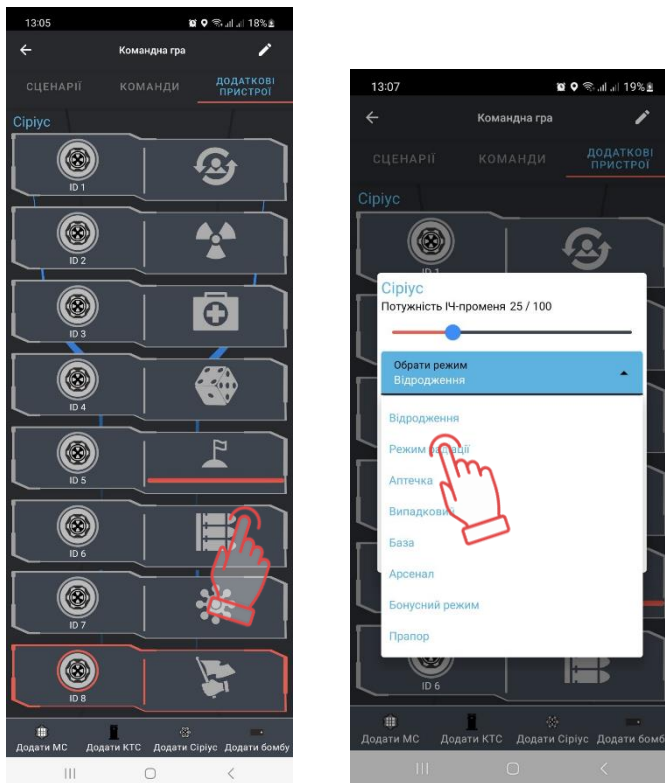 13:05
18%
Командна гра
СЦЕНАРІЇ КОМАНДИ ДОДАТКОВІ ПРИСТРОЇ
Сіріус
ID 1
ID 2
ID 3
ID 4
ID 5
ID 6
ID 7
ID 8
Додати МС Додати КТС Додати Сіріус Додати бомбу
13:07
19%
Командна гра
СЦЕНАРІЇ КОМАНДИ ДОДАТКОВІ ПРИСТРОЇ
Сіріус
ID 1
Сіріус
Потужність ІЧ-променя 25 / 100
Обрати режим
Відродження
Відродження
Режим радіації
Аптечка
Випадковий
База
Арсенал
Бонусний режим
Прапор
ID 6
Додати МС Додати КТС Додати Сіріус Додати бомб